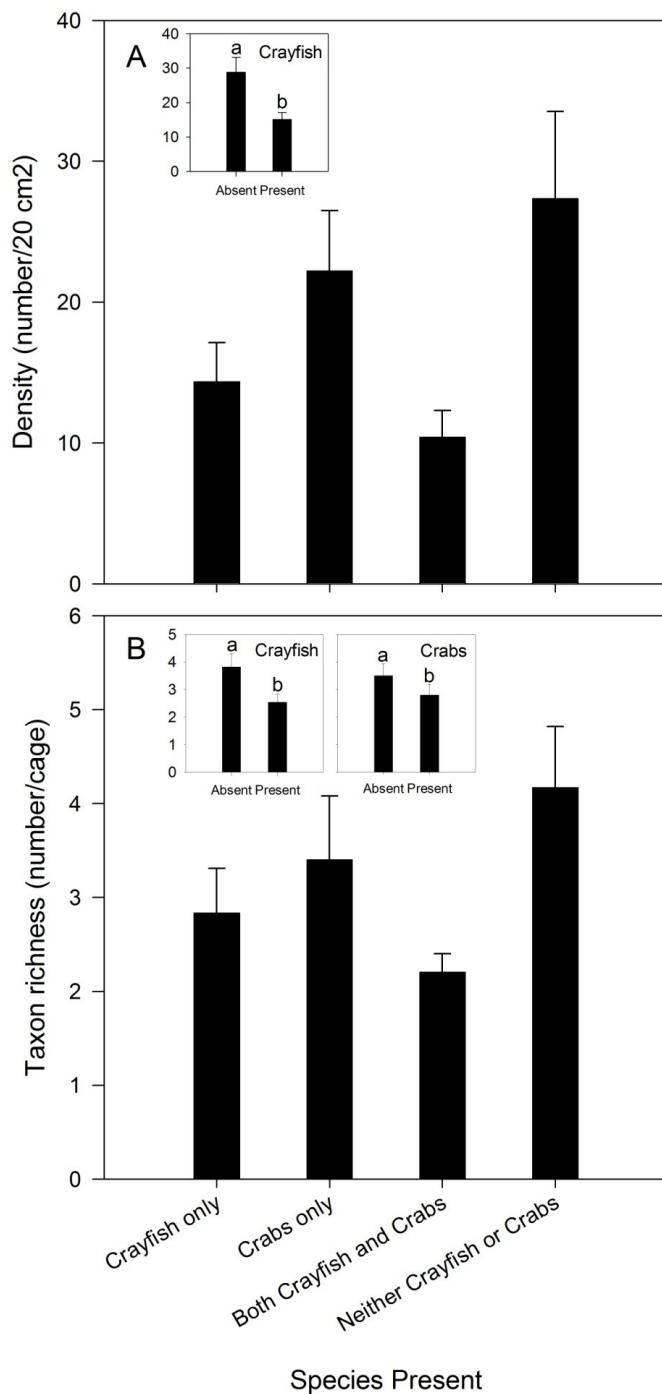 40
30
20
10
0
Density (number/20 cm2)
A
40
30
20
10
0
a
b
Crayfish
Absent Present
6
5
4
3
2
1
0
Taxon richness (number/cage)
B
5
4
3
2
1
0
a
b
Crayfish
Absent Present
a
b
Crabs
Absent Present
Crayfish only
Crabs only
Both Crayfish and Crabs
Neither Crayfish or Crabs
Species Present